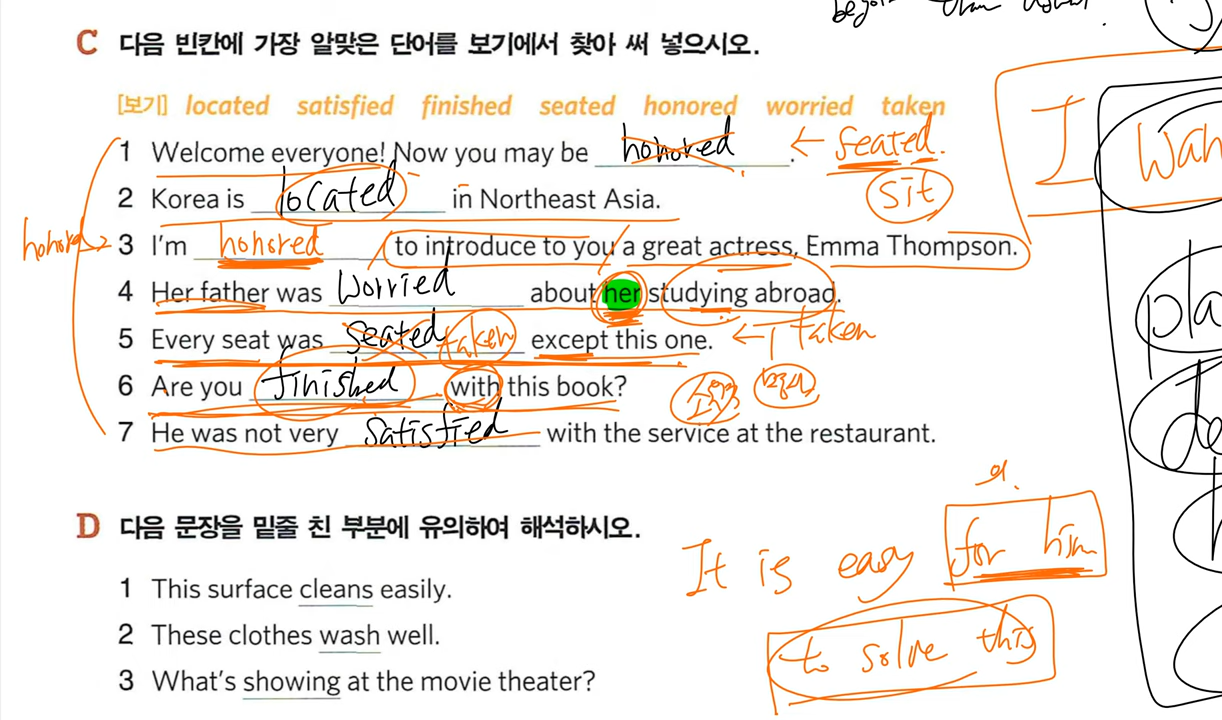 than usual.
C 다음 빈칸에 가장 알맞은 단어를 보기에서 찾아 써 넣으시오.
[보기] located satisfied finished seated honored worried taken
1 Welcome everyone! Now you may be honored. ← seated.
sit
2 Korea is located in Northeast Asia.
3 I'm honored to introduce to you a great actress, Emma Thompson.
4 Her father was worried about her studying abroad.
5 Every seat was seated taken except this one. ← taken
6 Are you finished with this book?
7 He was not very satisfied with the service at the restaurant.
D 다음 문장을 밑줄 친 부분에 유의하여 해석하시오.
It is easy for him
to solve this
1 This surface cleans easily.
2 These clothes wash well.
3 What's showing at the movie theater?